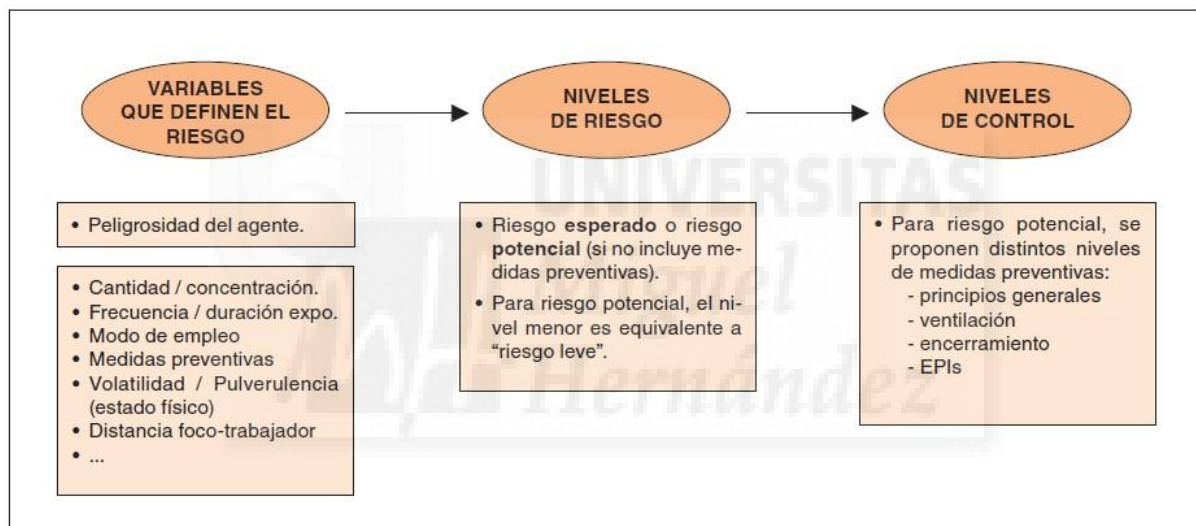 VARIABLES
QUE DEFINEN EL
RIESGO
NIVELES
DE RIESGO
NIVELES
DE CONTROL
• Peligrosidad del agente.
• Cantidad / concentración.
• Frecuencia / duración expo.
• Modo de empleo
• Medidas preventivas
• Volatilidad / Pulverulencia
(estado físico)
• Distancia foco-trabajador
• ...
• Riesgo esperado o riesgo
potencial (si no incluye me-
didas preventivas).
• Para riesgo potencial, el ni-
vel menor es equivalente a
“riesgo leve”.
• Para riesgo potencial, se
proponen distintos niveles
de medidas preventivas:
- principios generales
- ventilación
- encerramiento
- EPIs
UNIVERSITAS
Miguel
Hernández